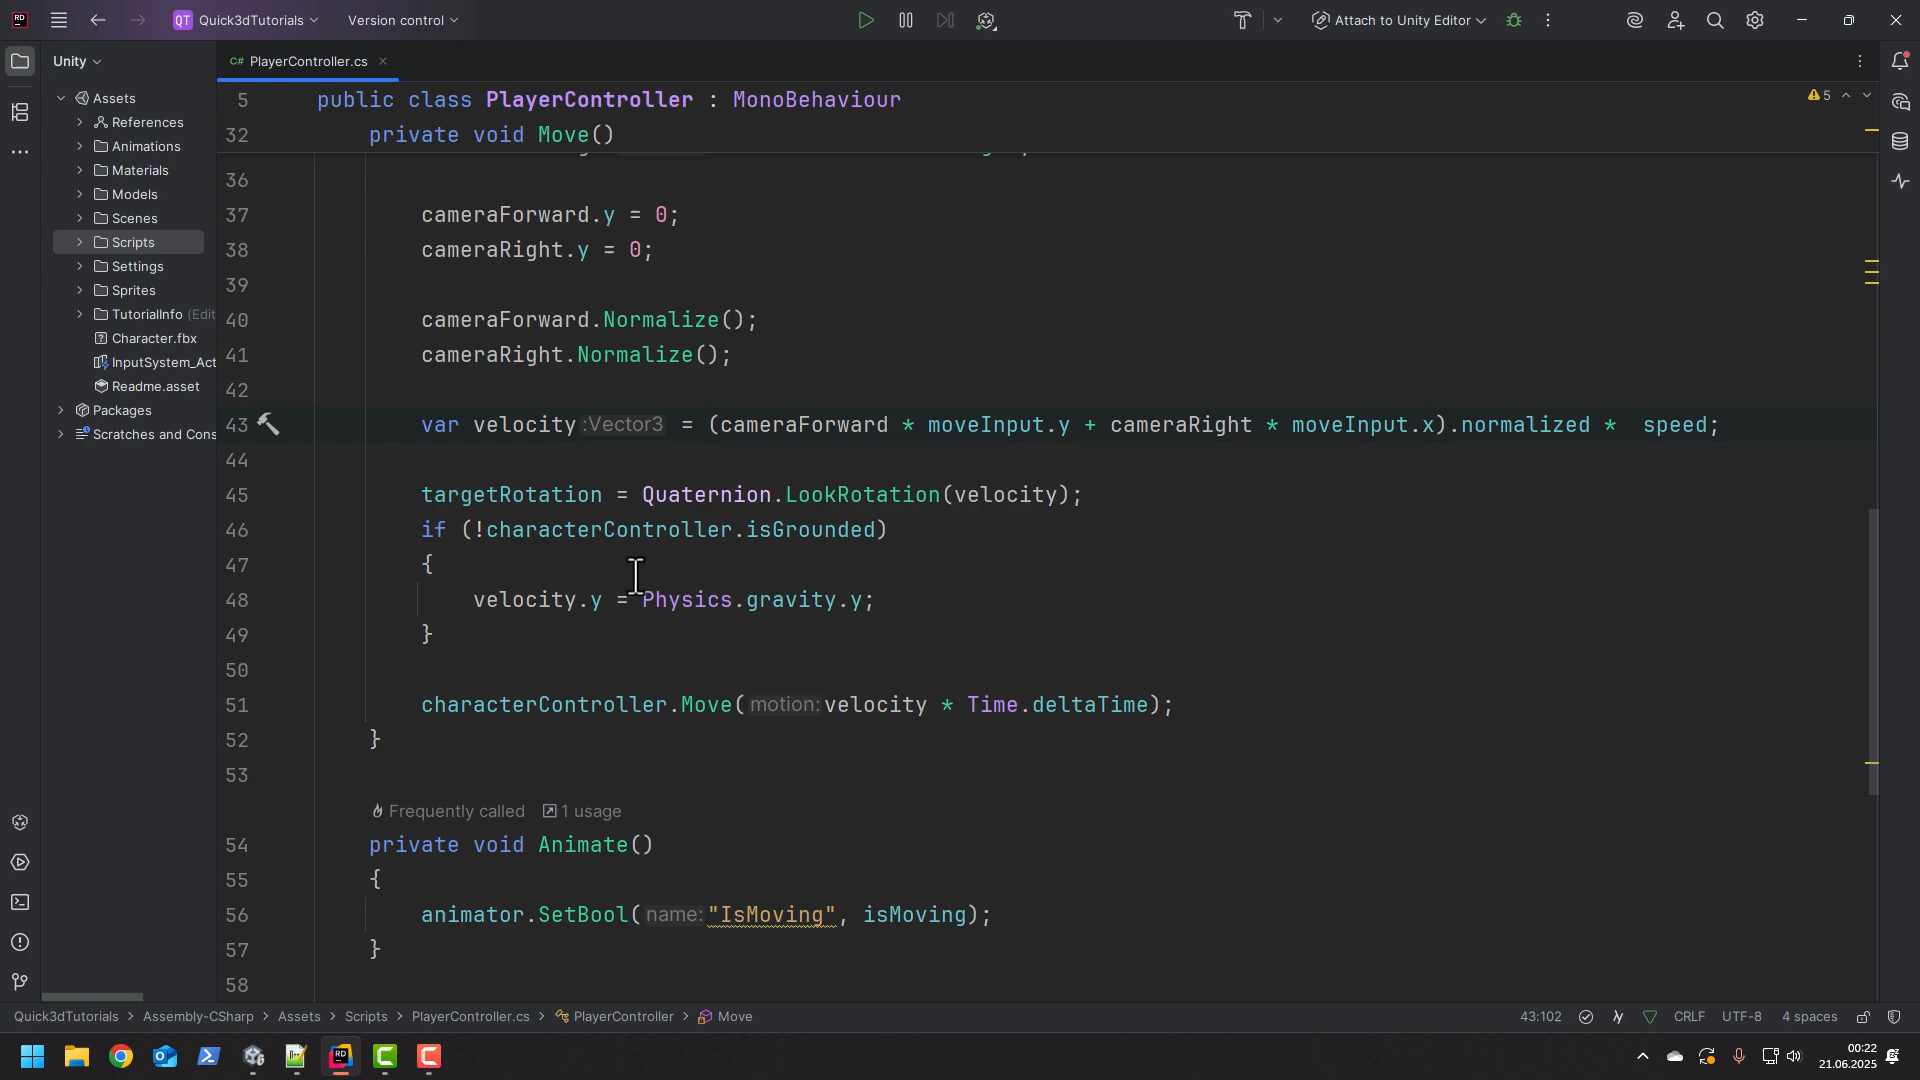 QT Quick3dTutorials Version control Attach to Unity Editor
Unity
C# PlayerController.cs
Assets
References
Animations
Materials
Models
Scenes
Scripts
Settings
Sprites
TutorialInfo (Edit
Character.fbx
InputSystem_Act
Readme.asset
Packages
Scratches and Cons
5
5 public class PlayerController : MonoBehaviour
32 private void Move()
36
37 cameraForward.y = 0;
38 cameraRight.y = 0;
39
40 cameraForward.Normalize();
41 cameraRight.Normalize();
42
43 var velocity :Vector3 = (cameraForward * moveInput.y + cameraRight * moveInput.x).normalized *  speed;
44
45 targetRotation = Quaternion.LookRotation(velocity);
46 if (!characterController.isGrounded)
47 {
48 velocity.y = Physics.gravity.y;
49 }
50
51 characterController.Move( motion: velocity * Time.deltaTime);
52 }
53
Frequently called 1 usage
54 private void Animate()
55 {
56 animator.SetBool( name: "IsMoving", isMoving);
57 }
58
Quick3dTutorials > Assembly-CSharp > Assets > Scripts > PlayerController.cs > PlayerController > Move 43:102 CRLF UTF-8 4 spaces
00:22
21.06.2025